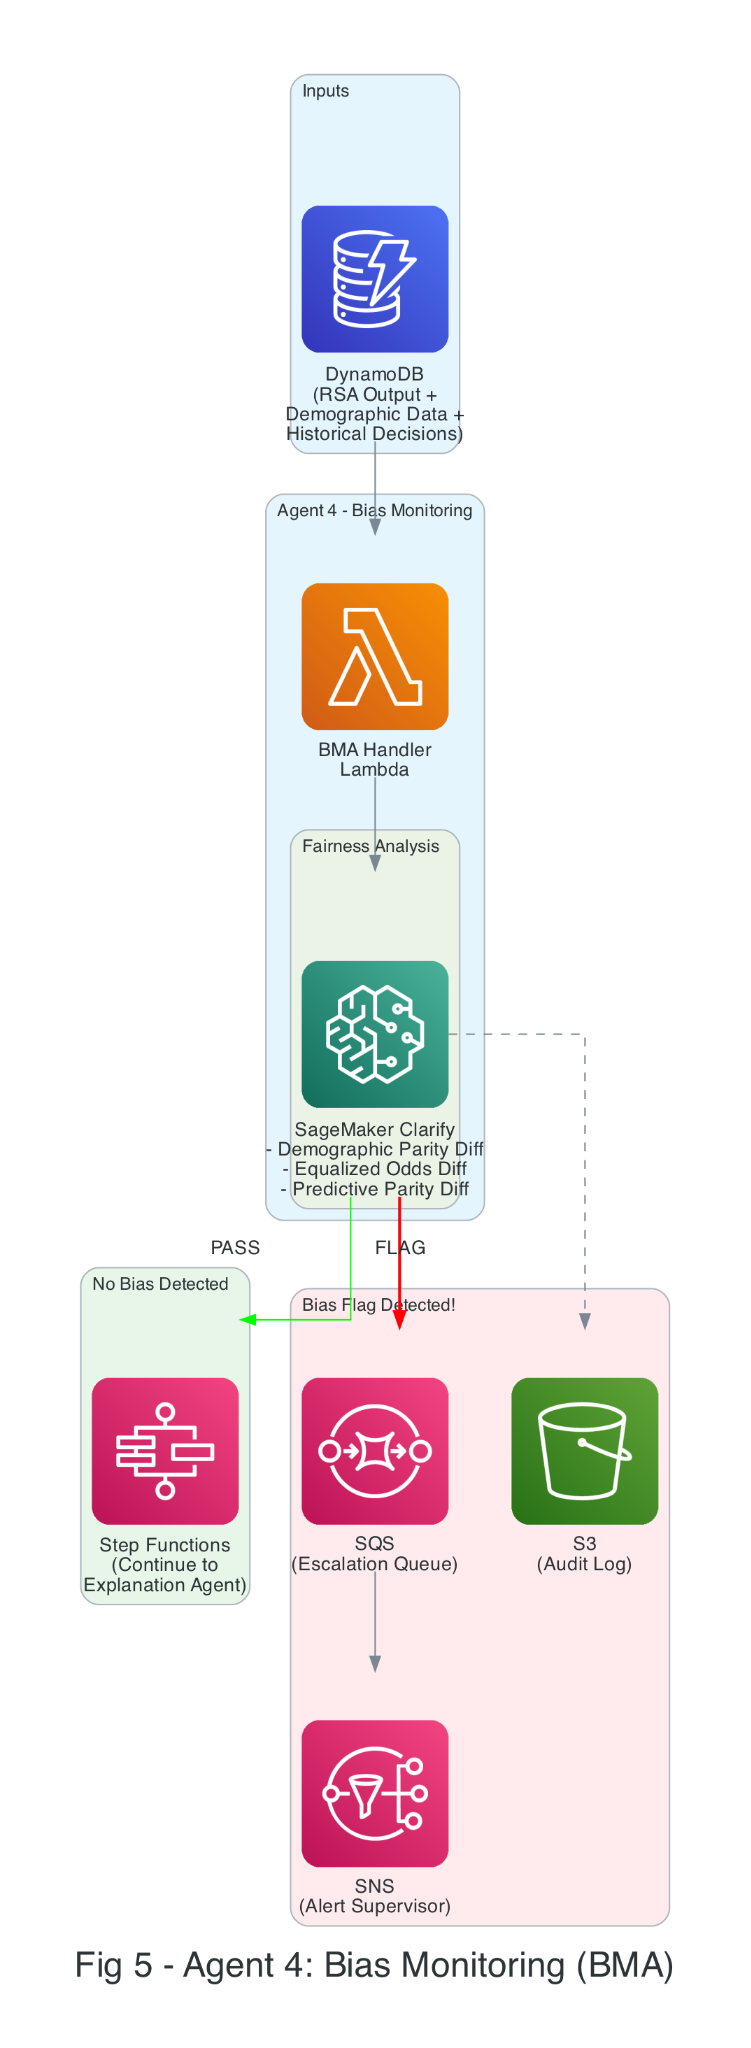 Inputs
DynamoDB
(RSA Output +
Demographic Data +
Historical Decisions)
Agent 4 - Bias Monitoring
BMA Handler
Lambda
Fairness Analysis
SageMaker Clarify
- Demographic Parity Diff
- Equalized Odds Diff
- Predictive Parity Diff
PASS
FLAG
No Bias Detected
Step Functions
(Continue to
Explanation Agent)
Bias Flag Detected!
SQS
(Escalation Queue)
S3
(Audit Log)
SNS
(Alert Supervisor)
Fig 5 - Agent 4: Bias Monitoring (BMA)